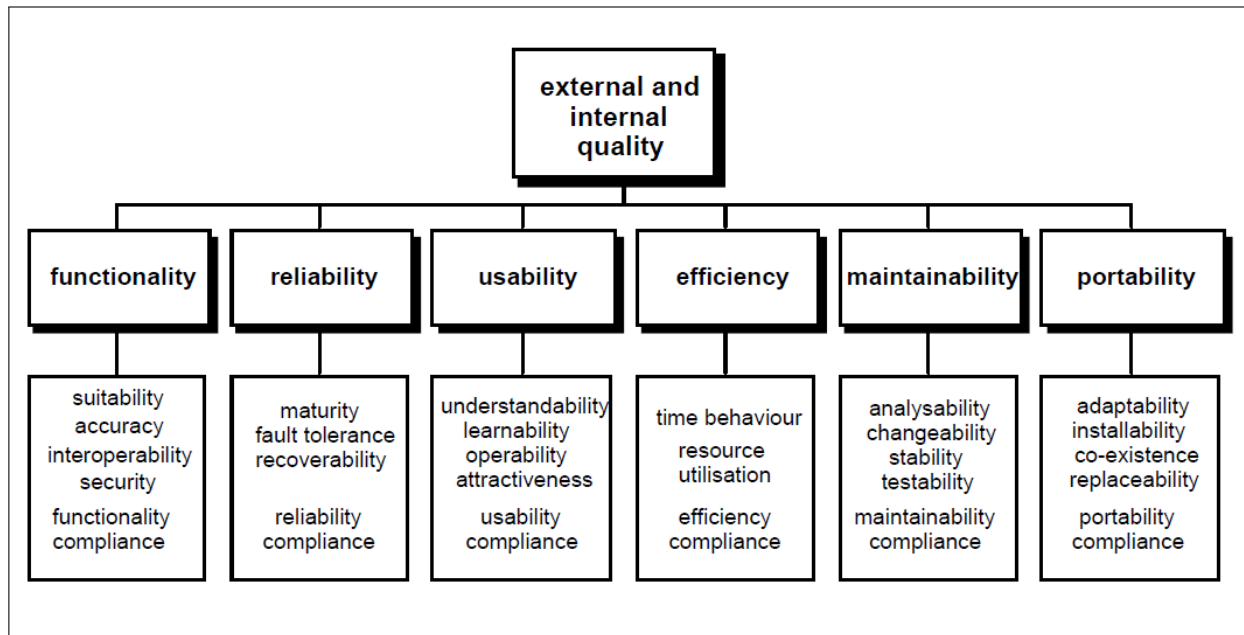 external and
internal
quality
functionality
reliability
usability
efficiency
maintainability
portability
suitability
accuracy
interoperability
security
functionality
compliance
maturity
fault tolerance
recoverability
reliability
compliance
understandability
learnability
operability
attractiveness
usability
compliance
time behaviour
resource
utilisation
efficiency
compliance
analysability
changeability
stability
testability
maintainability
compliance
adaptability
installability
co-existence
replaceability
portability
compliance